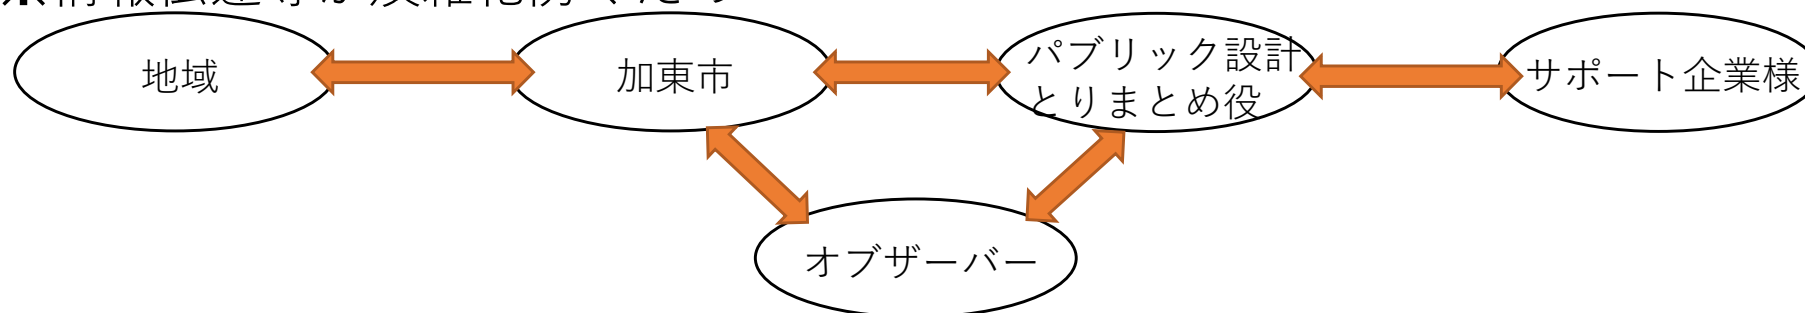 地域
加東市
パブリック設計
とりまとめ役
サポート企業様
オブザーバー